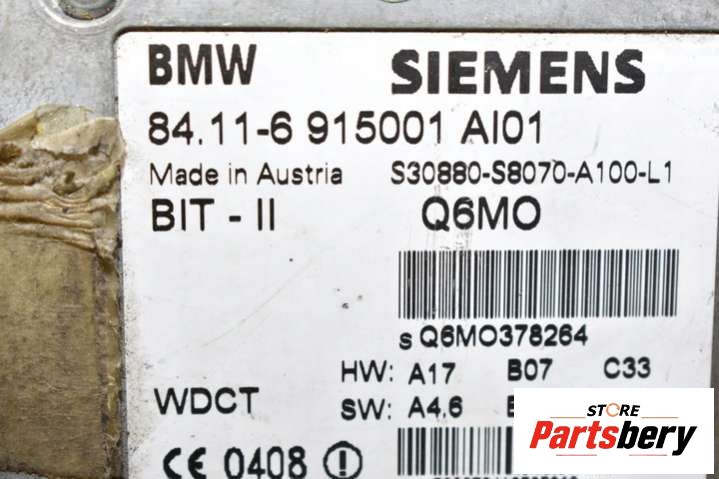 BMW SIEMENS
84.11-6 915001 AI01
Made in Austria S30880-S8070-A100-L1
BIT - II Q6MO
S Q6MO378264
HW: A17 B07 C33
WDCT SW: A4.6
CE 0408
STORE
Partsbery